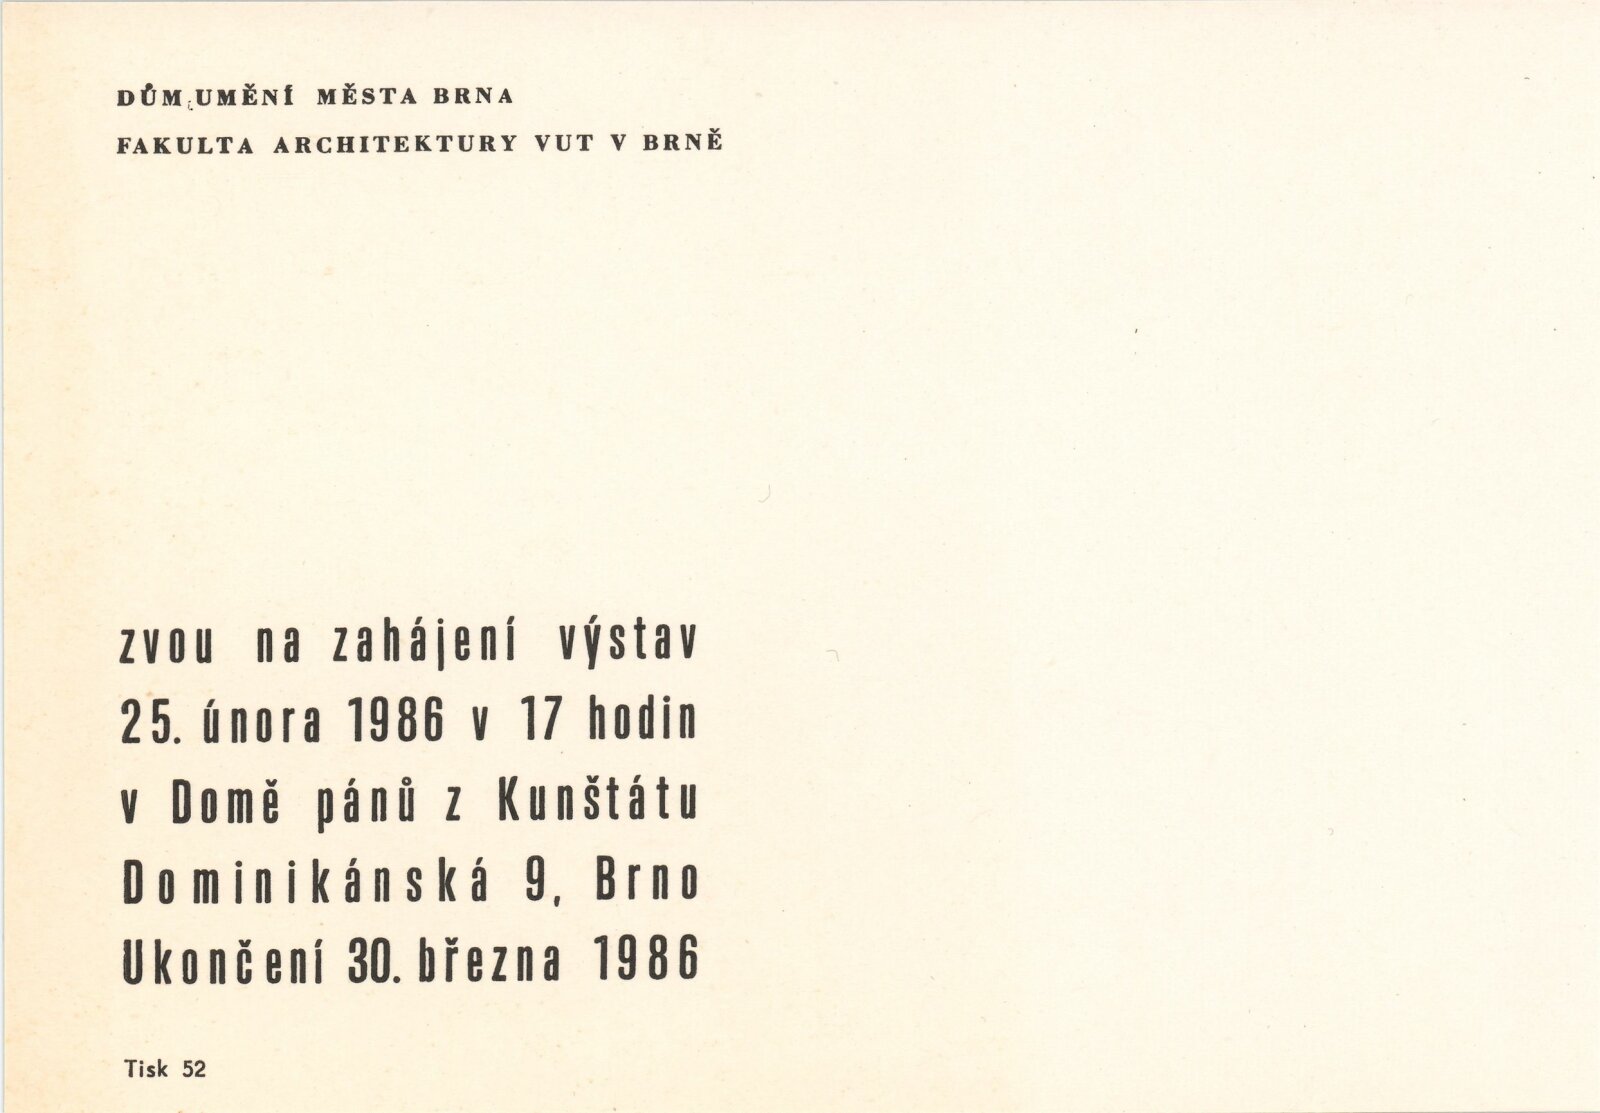 DŮM UMĚNÍ MĚSTA BRNA
FAKULTA ARCHITEKTURY VUT V BRNĚ
zvou na zahájení výstav
25. února 1986 v 17 hodin
v Domě pánů z Kunštátu
Dominikánská 9, Brno
Ukončení 30. března 1986
Tisk 52